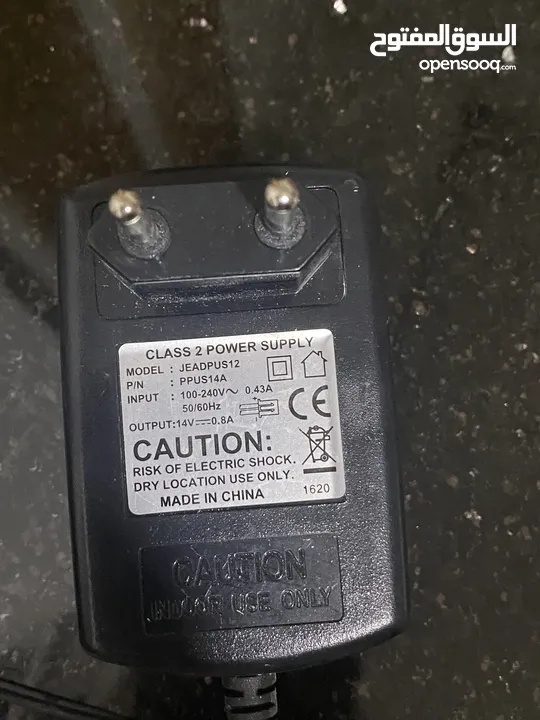 السوق المفتوح
opensooq.com
CLASS 2 POWER SUPPLY
MODEL : JEADPUS12
P/N : PPUS14A
INPUT : 100-240V~ 0.43A
50/60Hz
OUTPUT:14V⎓0.8A
CE
CAUTION:
RISK OF ELECTRIC SHOCK.
DRY LOCATION USE ONLY.
MADE IN CHINA 1620
CAUTION
INDOOR USE ONLY